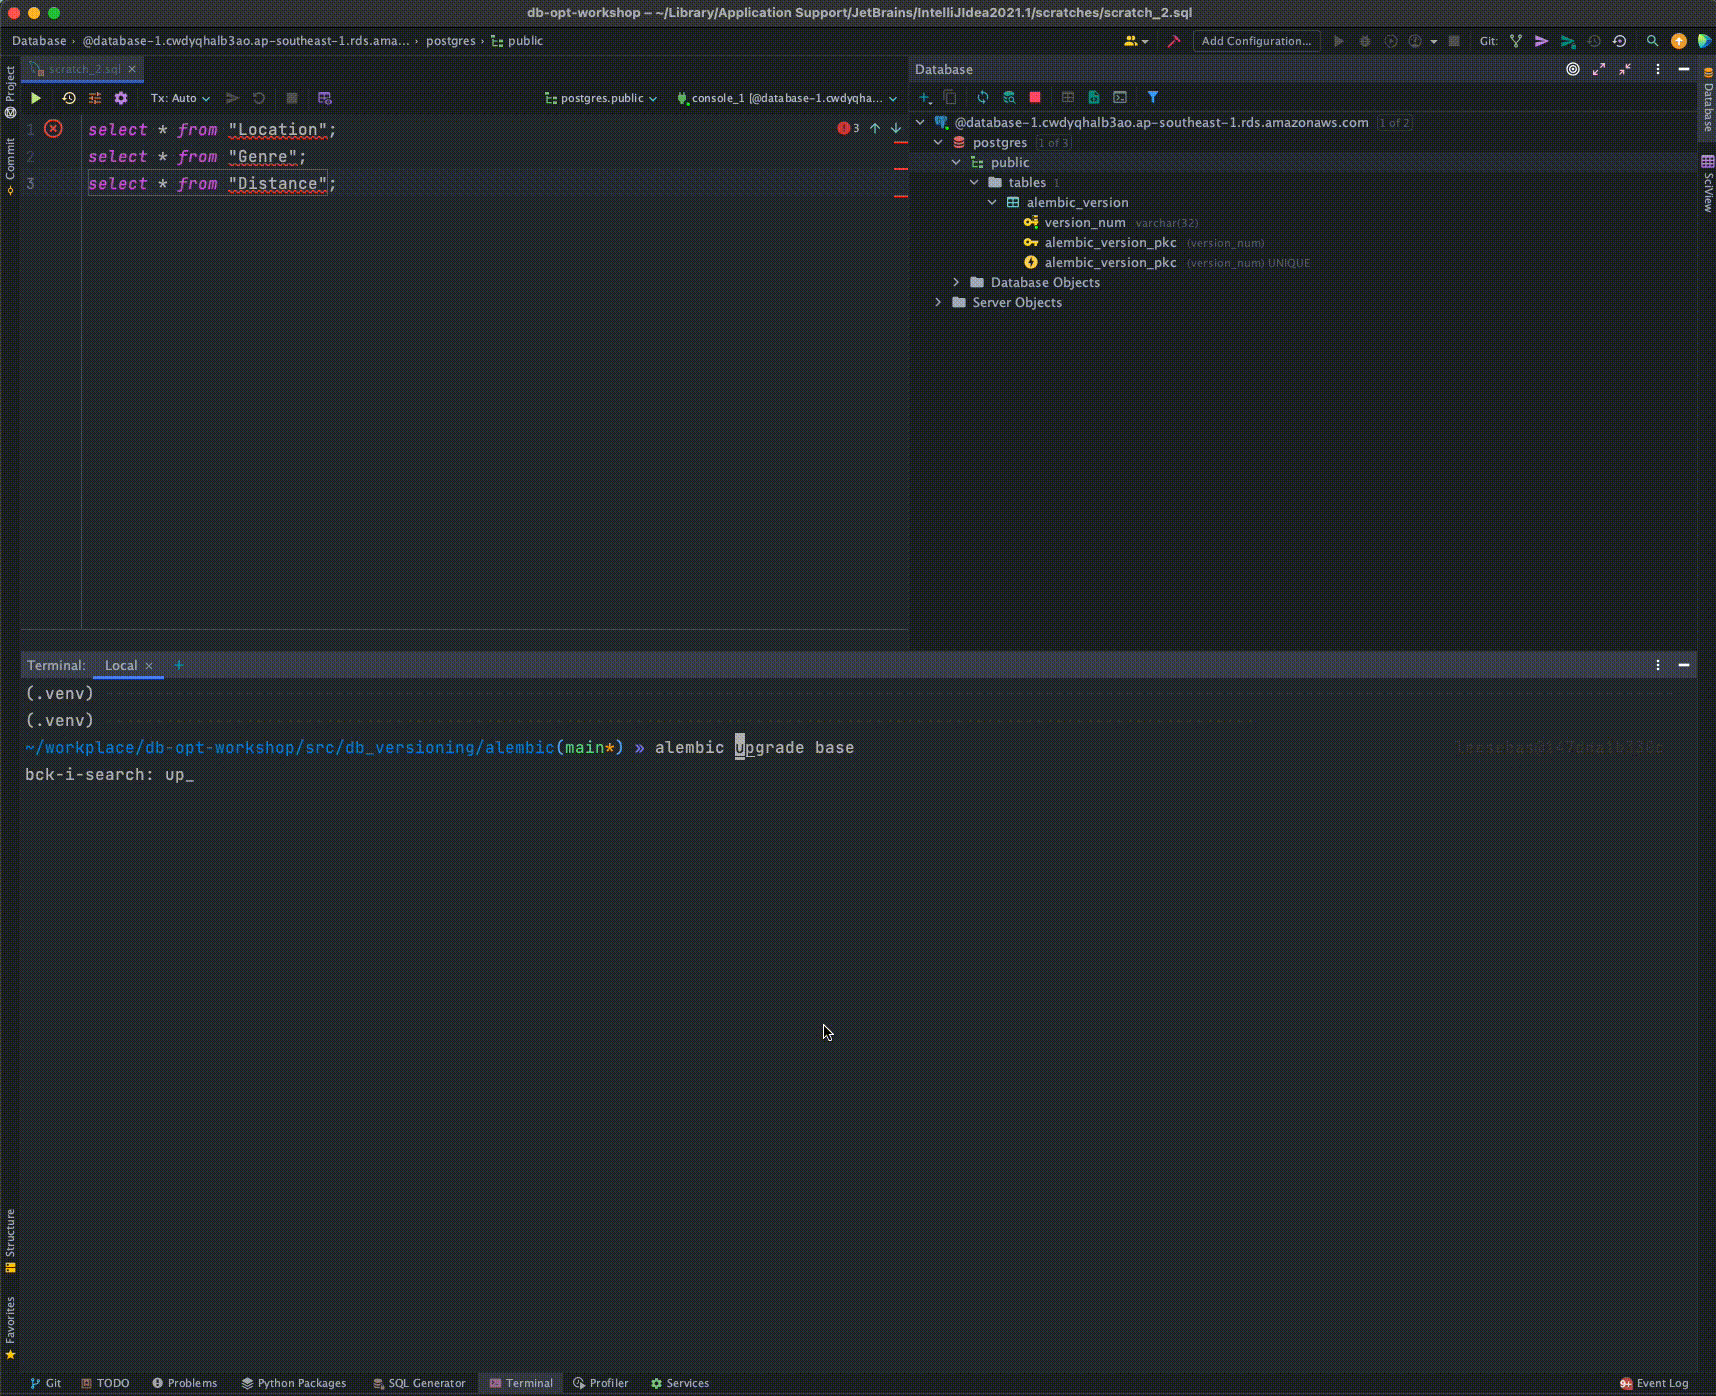 db-opt-workshop – ~/Library/Application Support/JetBrains/IntelliJIdea2021.1/scratches/scratch_2.sql
Database › @database-1.cwdyqhalb3ao.ap-southeast-1.rds.ama... › postgres › public
Add Configuration...
Git:
Project
Commit
Structure
Favorites
scratch_2.sql
Tx: Auto
postgres.public
console_1 [@database-1.cwdyqha...
1 select * from "Location";
2 select * from "Genre";
3 select * from "Distance";
3
Database
@database-1.cwdyqhalb3ao.ap-southeast-1.rds.amazonaws.com 1 of 2
postgres 1 of 3
public
tables 1
alembic_version
version_num varchar(32)
alembic_version_pkc (version_num)
alembic_version_pkc (version_num) UNIQUE
Database Objects
Server Objects
Database
SciView
Terminal: Local
(.venv)
(.venv)
~/workplace/db-opt-workshop/src/db_versioning/alembic(main*) » alembic upgrade base
bck-i-search: up_
Git TODO Problems Python Packages SQL Generator Terminal Profiler Services
9+ Event Log